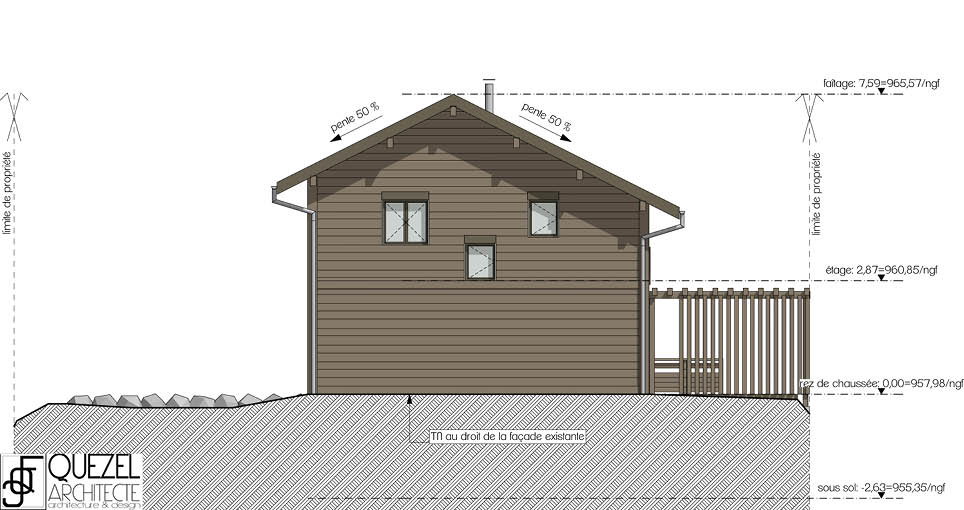 faîtage: 7,59=965,57/ngf
pente 50 %
pente 50 %
limite de propriété
limite de propriété
étage: 2,87=960,85/ngf
rez de chaussée: 0,00=957,98/ngf
TN au droit de la façade existante
QUEZEL
ARCHITECTE
architecture & design
sous sol: -2,63=955,35/ngf